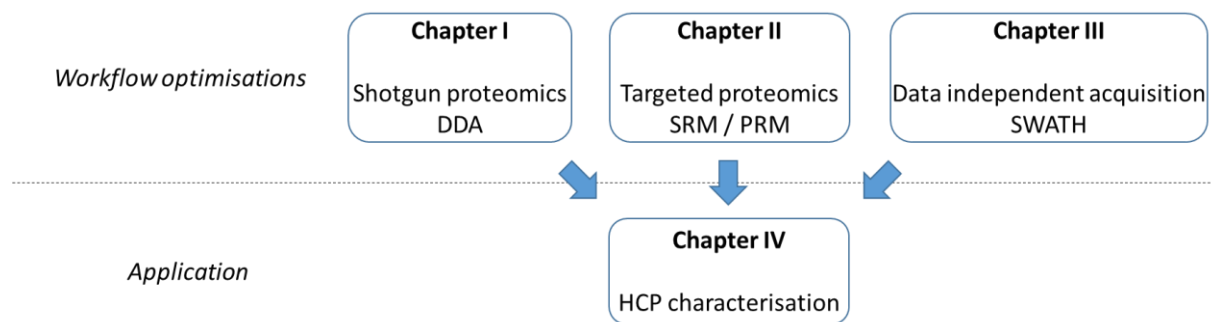 Workflow optimisations
Chapter I
Shotgun proteomics
DDA
Chapter II
Targeted proteomics
SRM / PRM
Chapter III
Data independent acquisition
SWATH
Application
Chapter IV
HCP characterisation